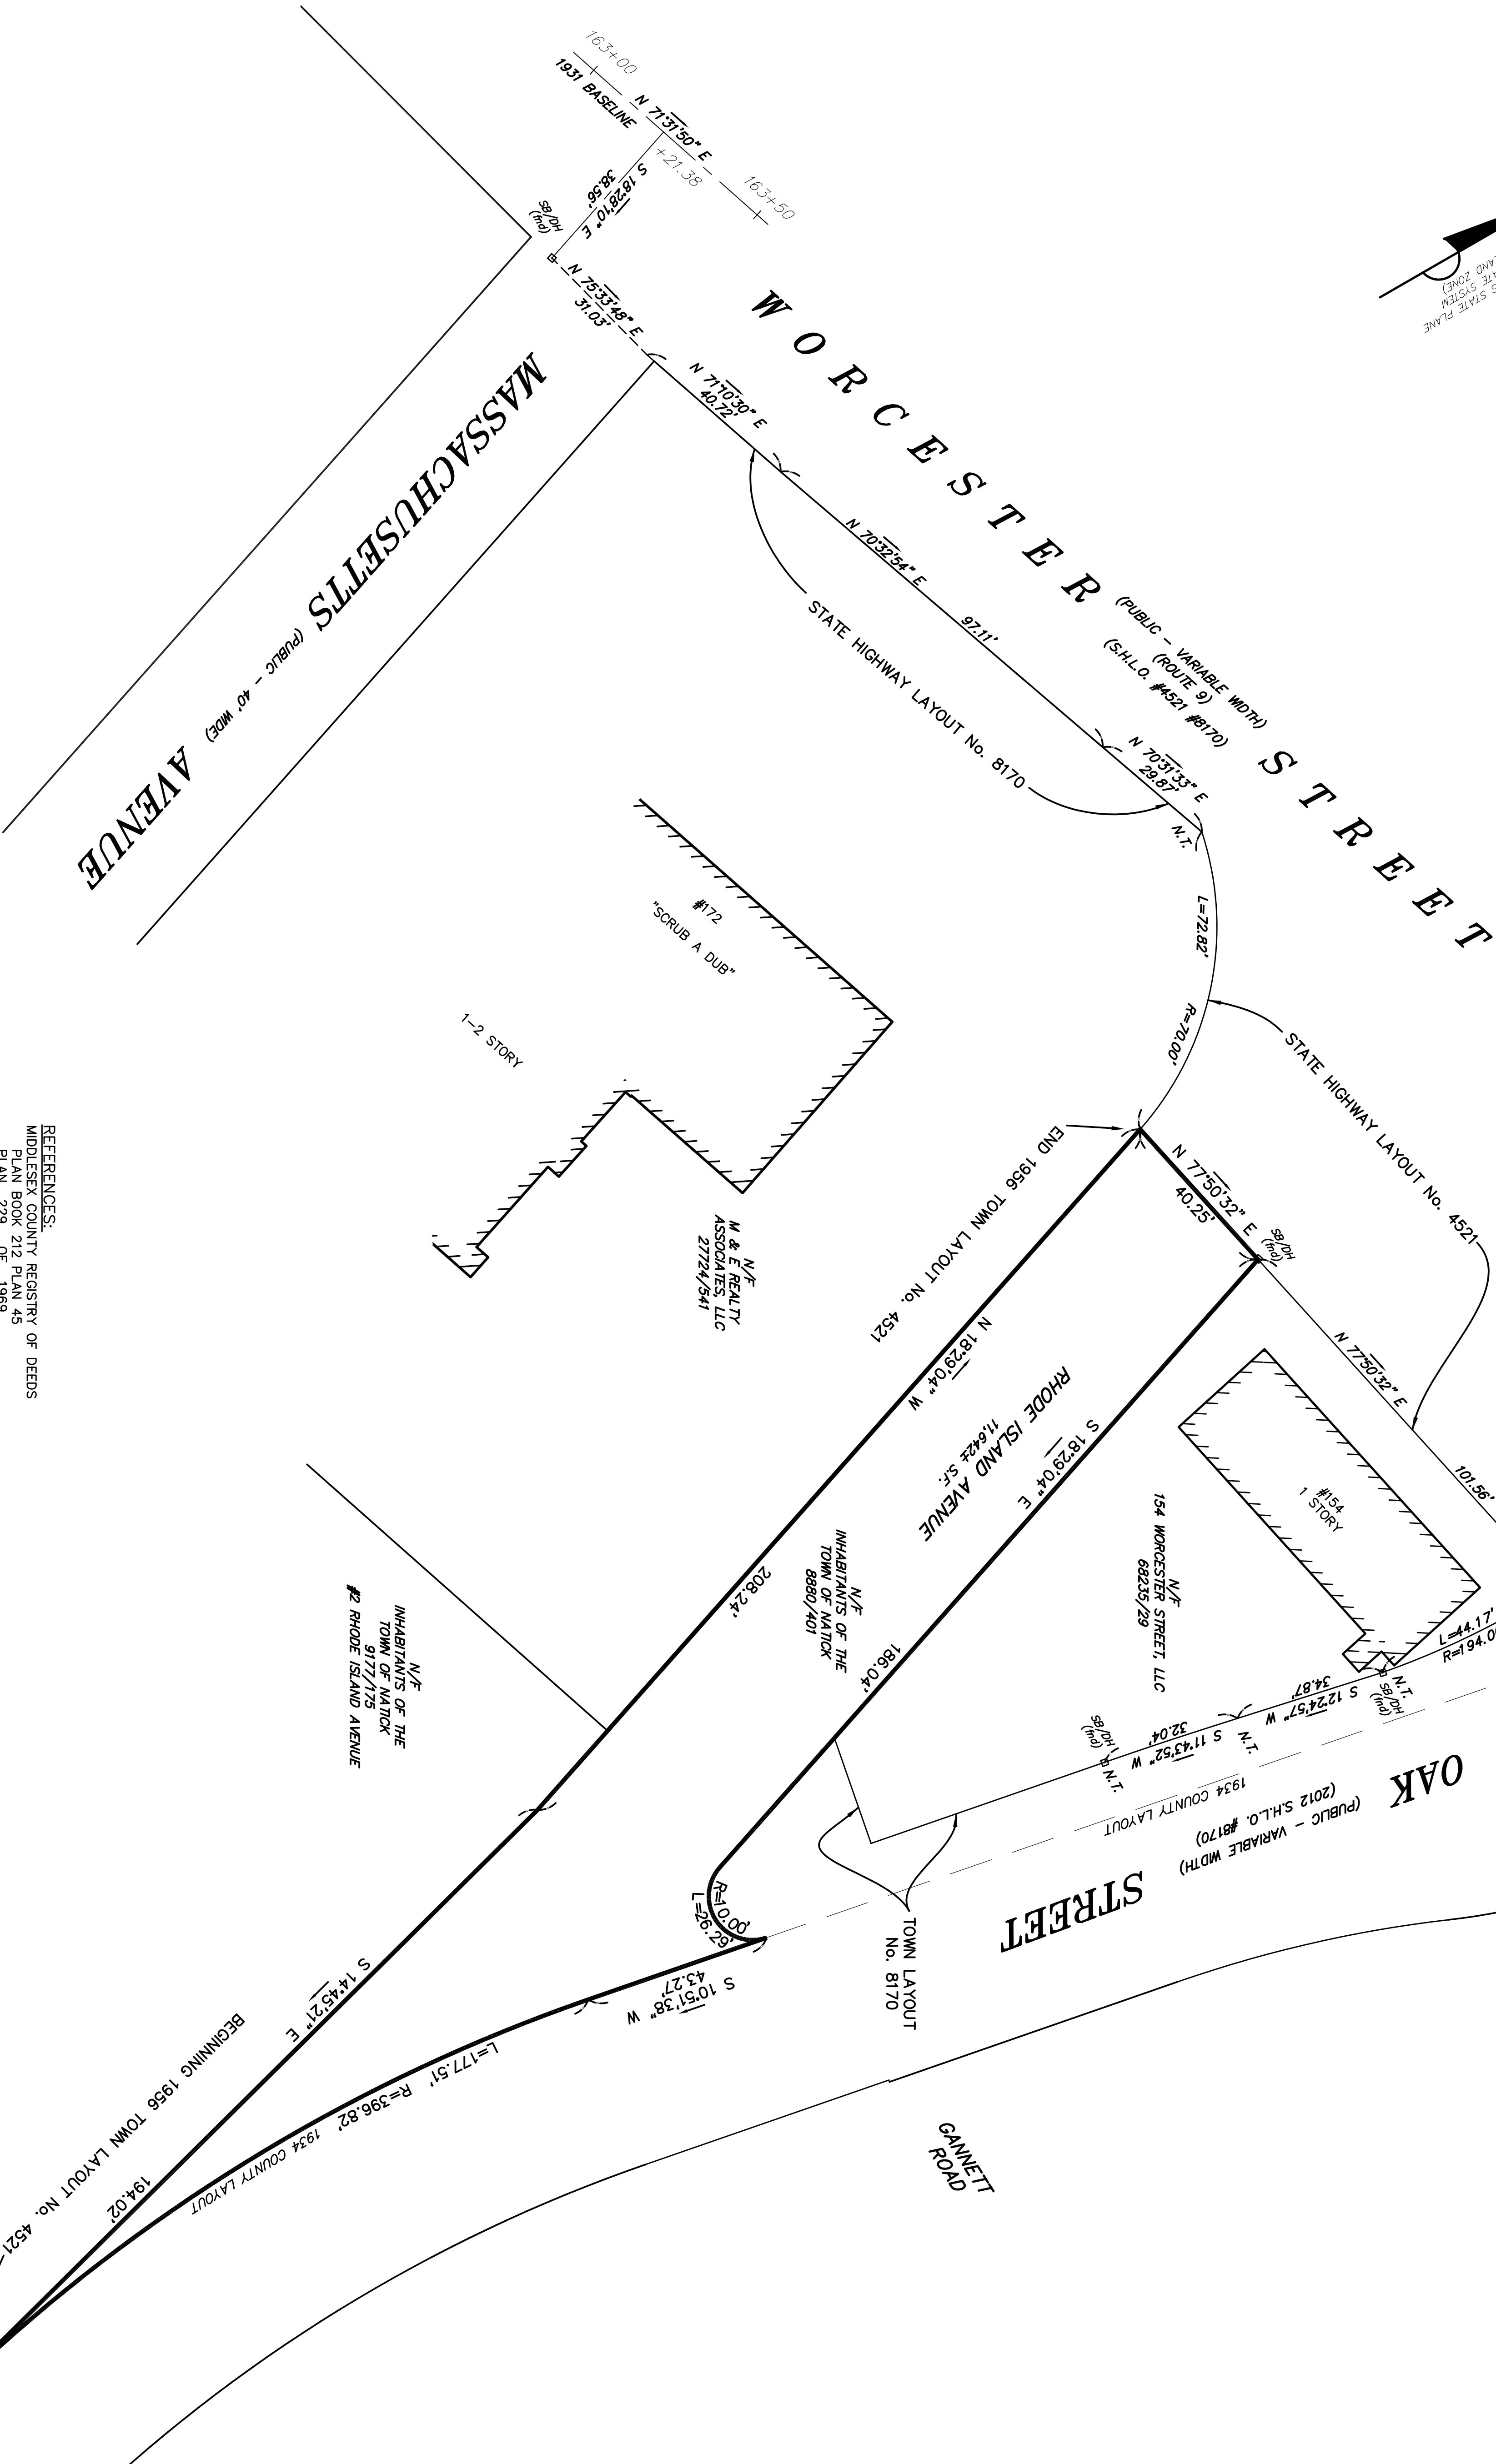 163+00
1931 BASELINE
N 71°31'50" E
+21.38
163+50
S 18°28'10" E
38.56'
SB/DH
(fnd)
N 75°33'48" E
31.03'
STATE PLANE
SYSTEM
ZONE)
WORCESTER STREET
(PUBLIC - VARIABLE WIDTH)
(ROUTE 9)
(S.H.L.O. #4521 #8170)
N 71°10'30" E
40.72'
N 70°32'54" E
97.11'
STATE HIGHWAY LAYOUT No. 8170
N 70°31'33" E
29.87'
N.T.
MASSACHUSETTS AVENUE
(PUBLIC - 40' WIDE)
L=72.82'
R=70.00'
#172
"SCRUB A DUB"
1-2 STORY
STATE HIGHWAY LAYOUT No. 4521
END 1956 TOWN LAYOUT No. 4521
N 77°50'32" E
40.25'
SB/DH
(fnd)
N/F
M & E REALTY
ASSOCIATES, LLC
27724/541
N 77°50'32" E
101.56'
N 18°29'04" W
208.24'
RHODE ISLAND AVENUE
11,642± S.F.
S 18°29'04" E
186.04'
#154
1 STORY
N/F
154 WORCESTER STREET, LLC
68235/29
N/F
INHABITANTS OF THE
TOWN OF NATICK
8880/401
N/F
INHABITANTS OF THE
TOWN OF NATICK
9177/175
#2 RHODE ISLAND AVENUE
L=44.17'
N.T.
SB/DH
(fnd)
S 12°24'57" W
34.87'
N.T.
S 11°43'52" W
32.04'
SB/DH
(fnd)
N.T.
1934 COUNTY LAYOUT
OAK STREET
(PUBLIC - VARIABLE WIDTH)
(2012 S.H.L.O. #8170)
TOWN LAYOUT
No. 8170
R=10.00'
L=26.29'
S 10°51'38" W
43.27'
L=177.51' R=396.82'
1934 COUNTY LAYOUT
S 14°45'21" E
194.02'
BEGINNING 1956 TOWN LAYOUT No. 4521
GANNETT
ROAD
REFERENCES:
MIDDLESEX COUNTY REGISTRY OF DEEDS
PLAN BOOK 212 PLAN 45
PLAN 229 OF 1969